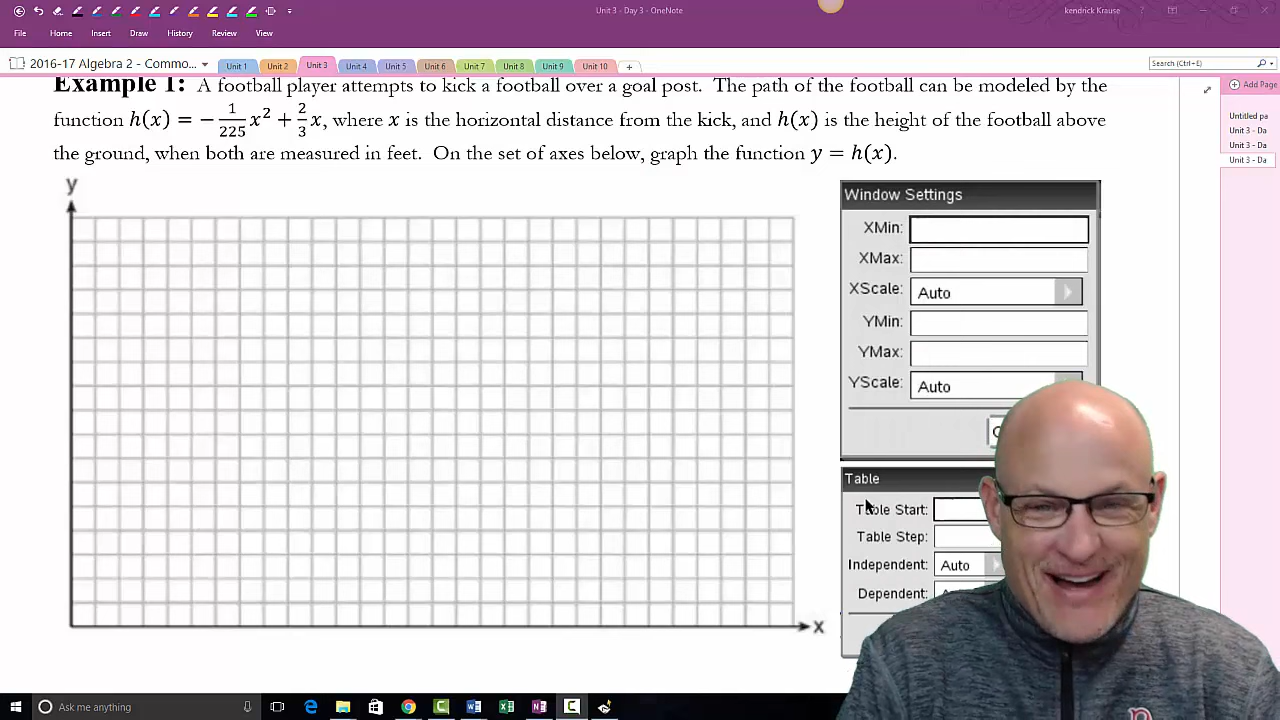 Unit 3 - Day 3 - OneNote
kendrick Krause
File Home Insert Draw History Review View
2016-17 Algebra 2 - Commo... Unit 1 Unit 2 Unit 3 Unit 4 Unit 5 Unit 6 Unit 7 Unit 8 Unit 9 Unit 10
Search (Ctrl+E)
Add Page
Untitled pa
Unit 3 - Da
Unit 3 - Da
Unit 3 - Da
Example 1: A football player attempts to kick a football over a goal post. The path of the football can be modeled by the
function h(x) = −1/225 x² + 2/3 x, where x is the horizontal distance from the kick, and h(x) is the height of the football above
the ground, when both are measured in feet. On the set of axes below, graph the function y = h(x).
y
x
Window Settings
XMin:
XMax:
XScale: Auto
YMin:
YMax:
YScale: Auto
Table
Table Start:
Table Step:
Independent: Auto
Dependent:
Ask me anything